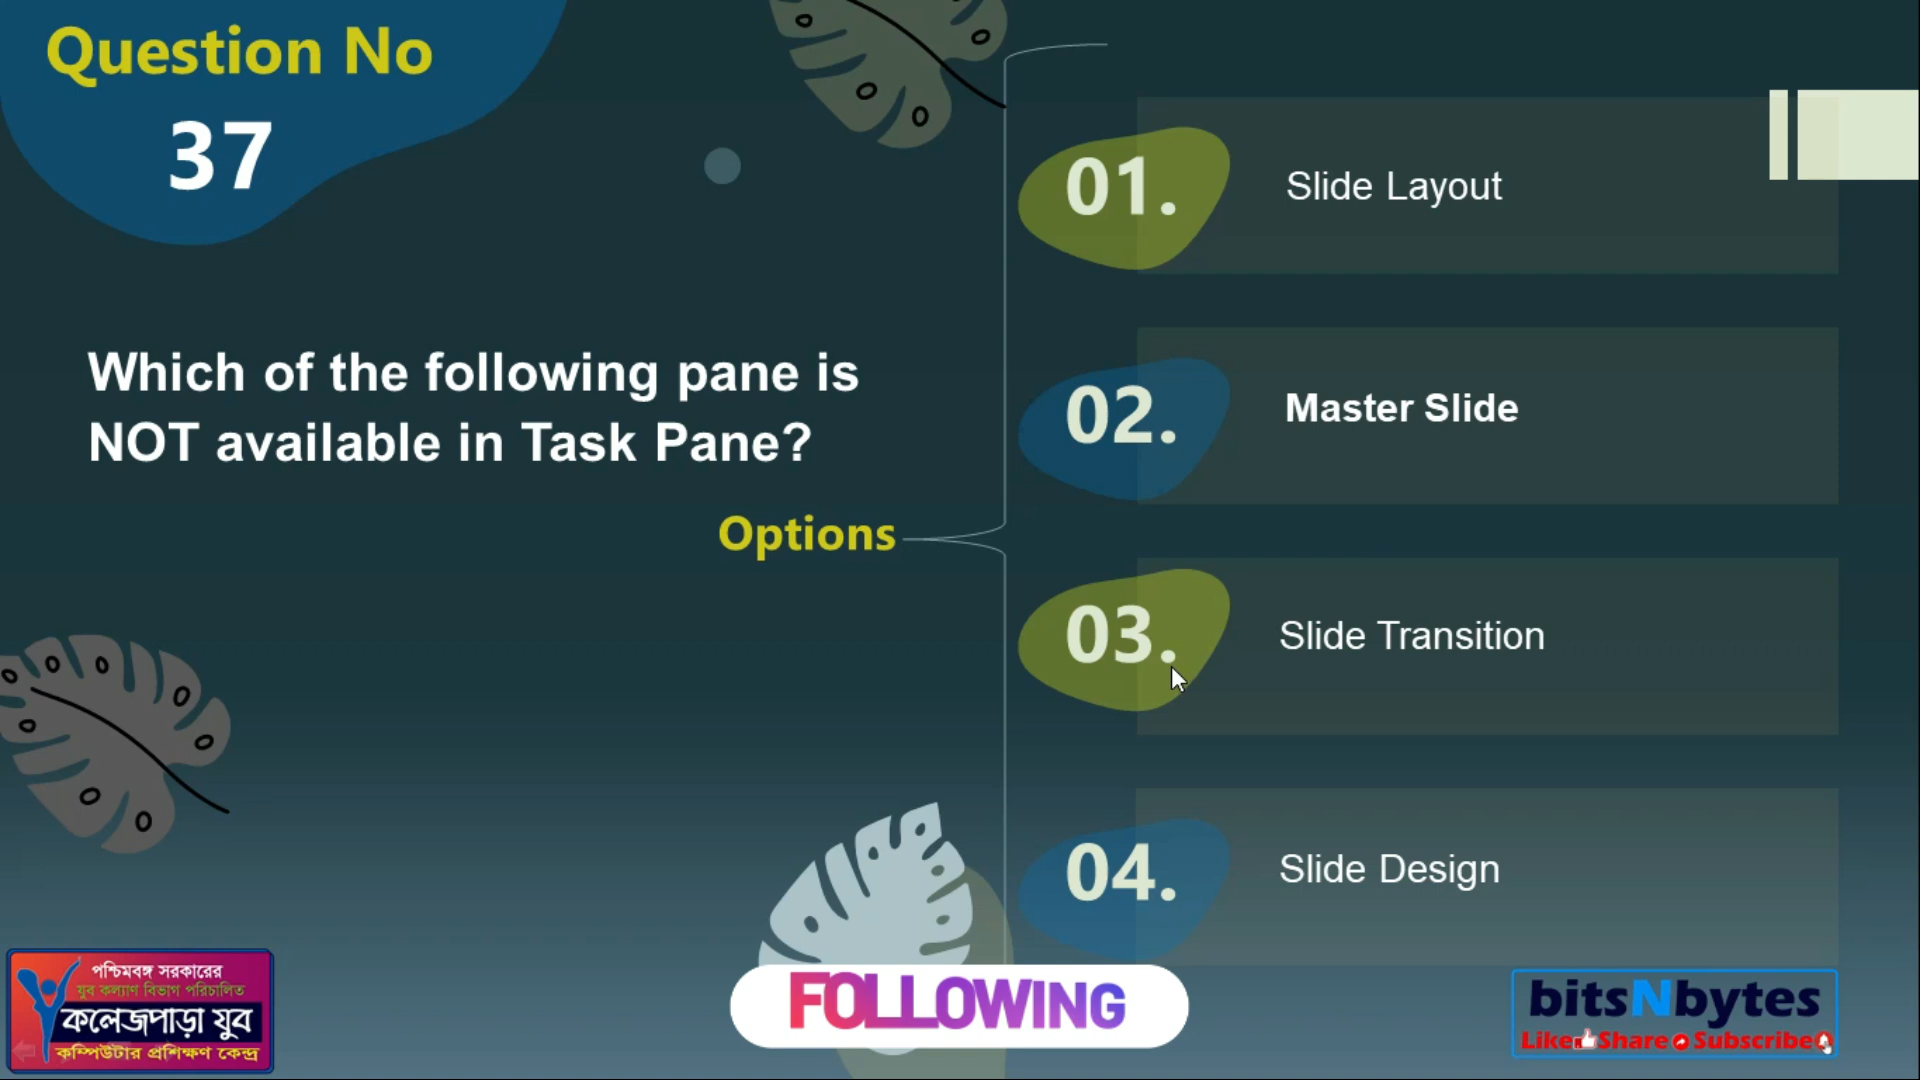 Question No
37
Which of the following pane is
NOT available in Task Pane?
Options
01.
Slide Layout
02.
Master Slide
03.
Slide Transition
04.
Slide Design
পশ্চিমবঙ্গ সরকারের
যুব কল্যাণ বিভাগ পরিচালিত
কলেজপাড়া যুব
কম্পিউটার প্রশিক্ষণ কেন্দ্র
FOLLOWING
bitsNbytes
Like Share Subscribe